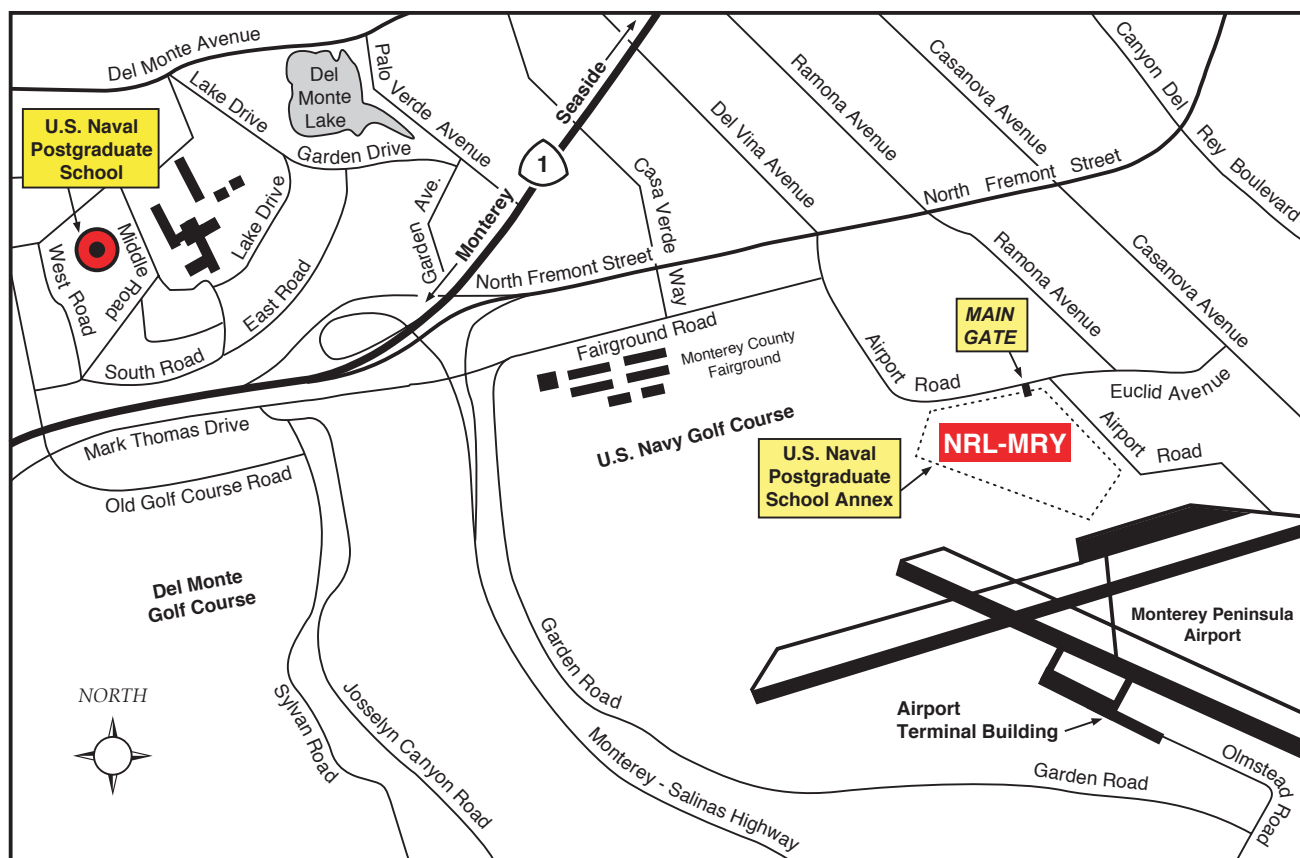 Del Monte Avenue
Lake Drive
Del
Monte
Lake
Palo Verde Avenue
Seaside
Del Vina Avenue
Ramona Avenue
Casanova Avenue
Canyon Del
Rey Boulevard
U.S. Naval
Postgraduate
School
Garden Drive
1
Casa Verde
Way
North Fremont Street
West Road
Middle
Road
Lake Drive
East Road
Garden Ave.
Monterey
North Fremont Street
Ramona Avenue
Casanova Avenue
South Road
Fairground Road
Monterey County
Fairground
Airport
Road
MAIN
GATE
Euclid Avenue
Airport
Road
Mark Thomas Drive
Old Golf Course Road
U.S. Navy Golf Course
U.S. Naval
Postgraduate
School Annex
NRL-MRY
Del Monte
Golf Course
Monterey Peninsula
Airport
NORTH
Sylvan Road
Josselyn Canyon Road
Garden Road
Monterey - Salinas Highway
Airport
Terminal Building
Garden Road
Olmstead
Road